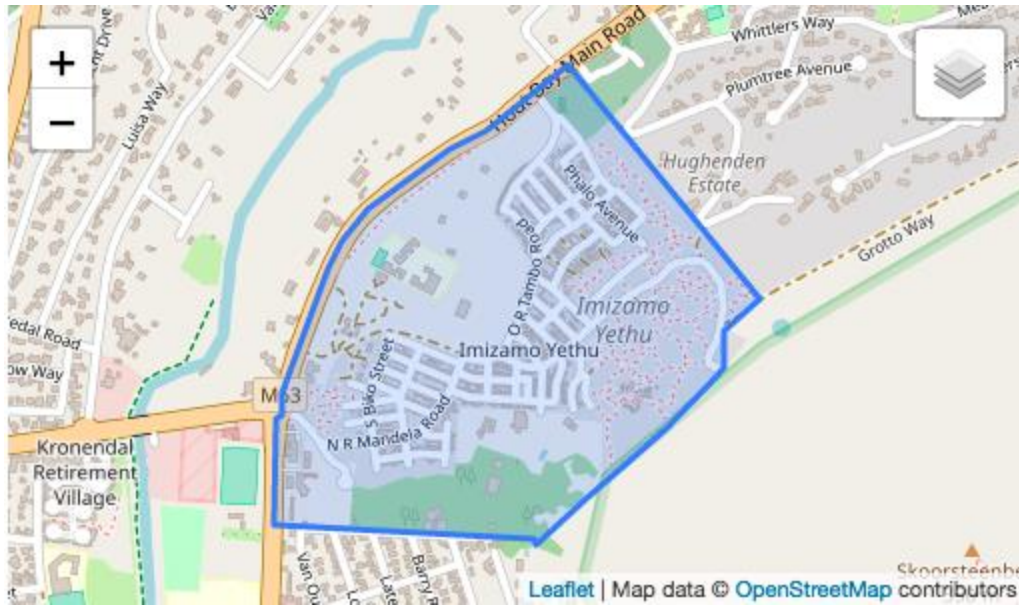 +
−
Luisa Way
Hout Bay Main Road
Whittlers Way
Plumtree Avenue
Hughenden
Estate
Grotto Way
Phalo Avenue
O R Tambo Road
Imizamo
Yethu
Imizamo Yethu
S Biko Street
N R Mandela Road
M63
Kronendal
Retirement
Village
Leaflet | Map data © OpenStreetMap contributors